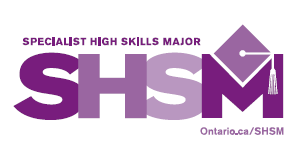 SPECIALIST HIGH SKILLS MAJOR
SHSM
Ontario.ca/SHSM